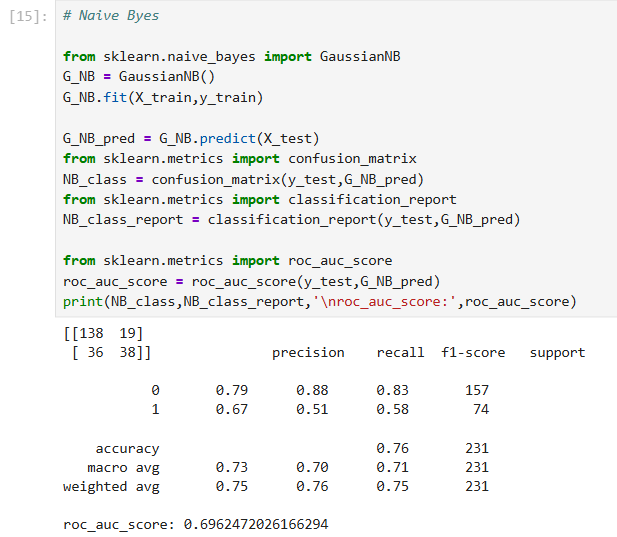 [15]: # Naive Byes
from sklearn.naive_bayes import GaussianNB
G_NB = GaussianNB()
G_NB.fit(X_train,y_train)
G_NB_pred = G_NB.predict(X_test)
from sklearn.metrics import confusion_matrix
NB_class = confusion_matrix(y_test,G_NB_pred)
from sklearn.metrics import classification_report
NB_class_report = classification_report(y_test,G_NB_pred)
from sklearn.metrics import roc_auc_score
roc_auc_score = roc_auc_score(y_test,G_NB_pred)
print(NB_class,NB_class_report,'\nroc_auc_score:',roc_auc_score)
[[138 19]
[ 36 38]] precision recall f1-score support
0 0.79 0.88 0.83 157
1 0.67 0.51 0.58 74
accuracy 0.76 231
macro avg 0.73 0.70 0.71 231
weighted avg 0.75 0.76 0.75 231
roc_auc_score: 0.6962472026166294